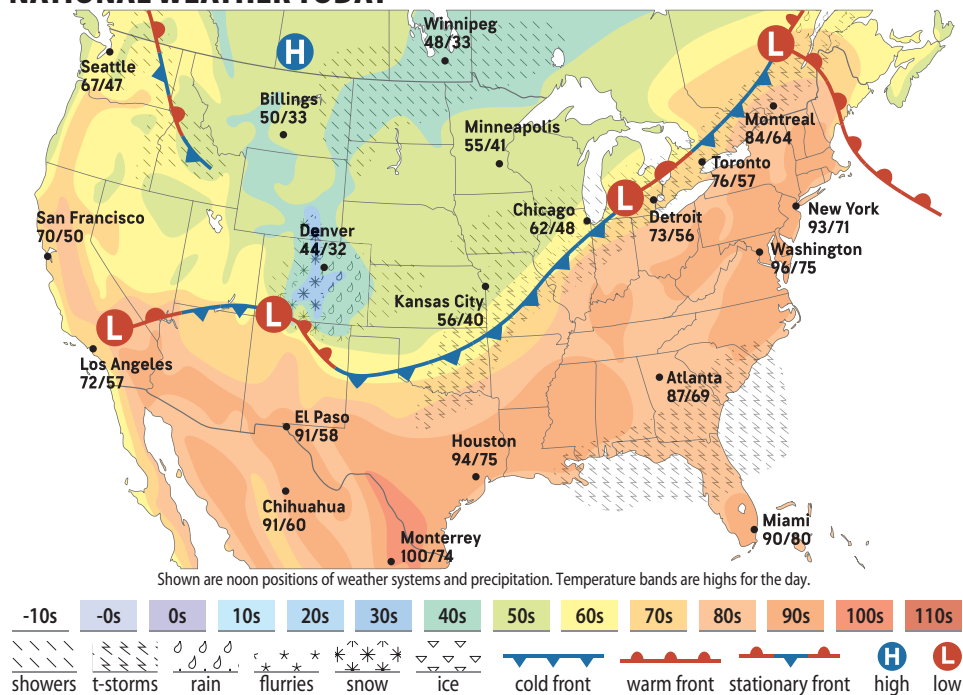 NATIONAL WEATHER TODAY
Winnipeg
48/33
H
L
Seattle
67/47
Billings
50/33
Minneapolis
55/41
Montreal
84/64
Toronto
76/57
San Francisco
70/50
Denver
44/32
Chicago
62/48
L
Detroit
73/56
New York
93/71
Washington
96/75
Kansas City
56/40
L
L
Los Angeles
72/57
Atlanta
87/69
El Paso
91/58
Houston
94/75
Chihuahua
91/60
Monterrey
100/74
Miami
90/80
Shown are noon positions of weather systems and precipitation. Temperature bands are highs for the day.
-10s -0s 0s 10s 20s 30s 40s 50s 60s 70s 80s 90s 100s 110s
H L
showers t-storms rain flurries snow ice cold front warm front stationary front high low